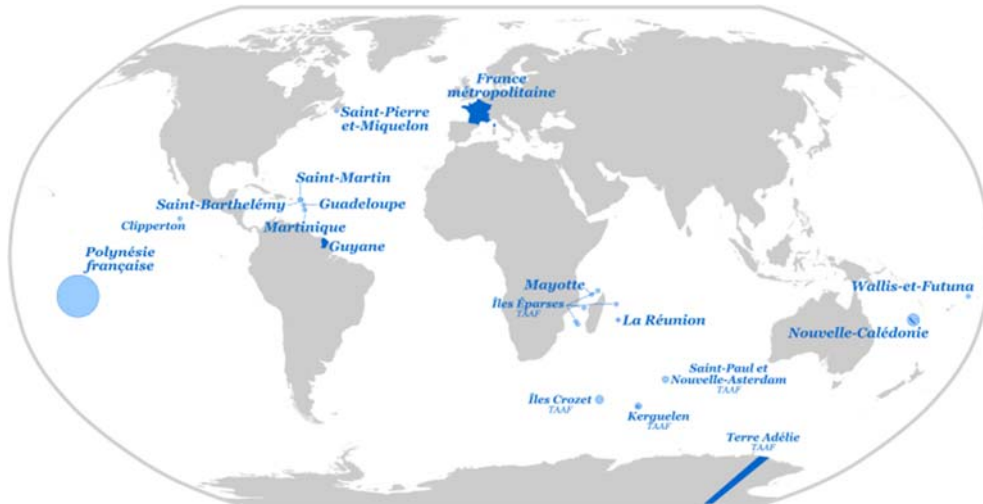 France
métropolitaine
Saint-Pierre
et-Miquelon
Saint-Martin
Saint-Barthelémy
Guadeloupe
Clipperton
Martinique
Guyane
Polynésie
française
Mayotte
Îles Éparses
TAAF
La Réunion
Wallis-et-Futuna
Nouvelle-Calédonie
Saint-Paul et
Nouvelle-Asterdam
TAAF
Îles Crozet
TAAF
Kerguelen
TAAF
Terre Adélie
TAAF